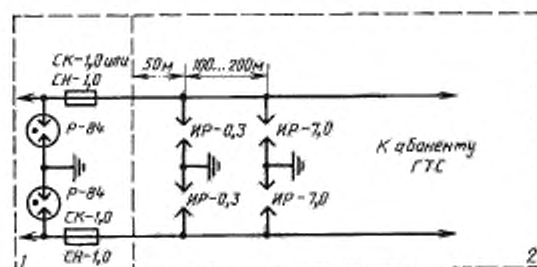 СК-1,0 или
СН-1,0
50м
100...200м
Р-84
ИР-0,3
ИР-7,0
К абоненту
ГТС
Р-84
ИР-0,3
ИР-7,0
СК-1,0
СН-1,0
1
2